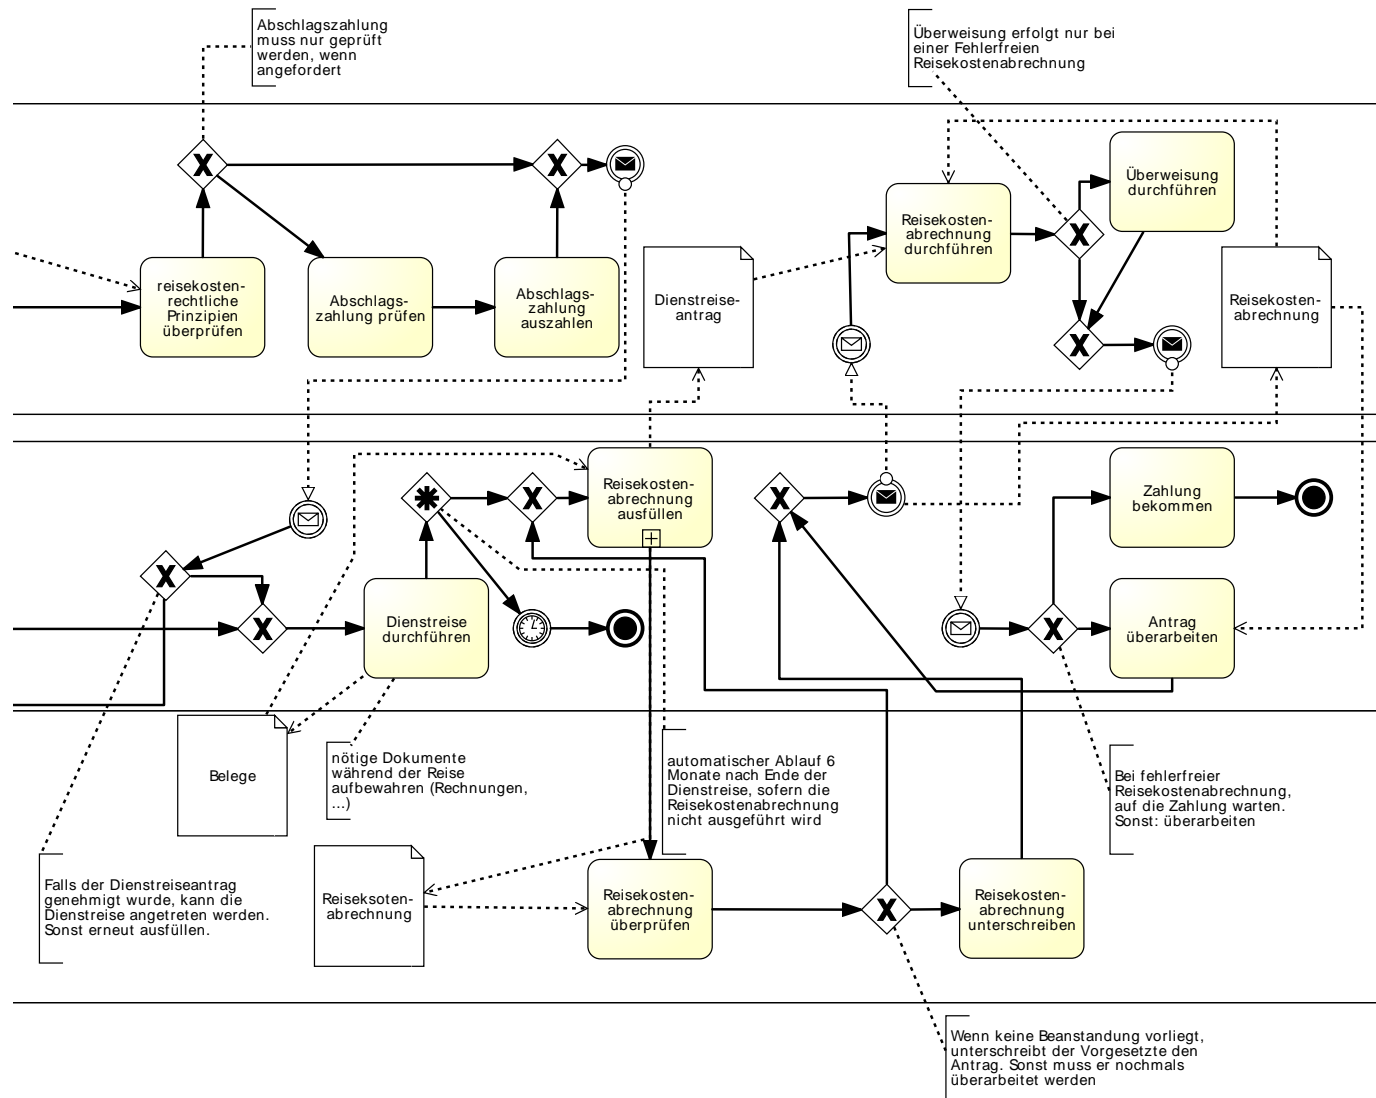 Abschlagszahlung
muss nur geprüft
werden, wenn
angefordert
Überweisung erfolgt nur bei
einer Fehlerfreien
Reisekostenabrechnung
reisekosten-
rechtliche
Prinzipien
überprüfen
Abschlags-
zahlung prüfen
Abschlags-
zahlung
auszahlen
Dienstreise-
antrag
Reisekosten-
abrechnung
durchführen
Überweisung
durchführen
Reisekosten-
abrechnung
Reisekosten-
abrechnung
ausfüllen
Zahlung
bekommen
Dienstreise
durchführen
Antrag
überarbeiten
Belege
nötige Dokumente
während der Reise
aufbewahren (Rechnungen,
...)
automatischer Ablauf 6
Monate nach Ende der
Dienstreise, sofern die
Reisekostenabrechnung
nicht ausgeführt wird
Bei fehlerfreier
Reisekostenabrechnung,
auf die Zahlung warten.
Sonst: überarbeiten
Falls der Dienstreiseantrag
genehmigt wurde, kann die
Dienstreise angetreten werden.
Sonst erneut ausfüllen.
Reiseksoten-
abrechnung
Reisekosten-
abrechnung
überprüfen
Reisekosten-
abrechnung
unterschreiben
Wenn keine Beanstandung vorliegt,
unterschreibt der Vorgesetzte den
Antrag. Sonst muss er nochmals
überarbeitet werden